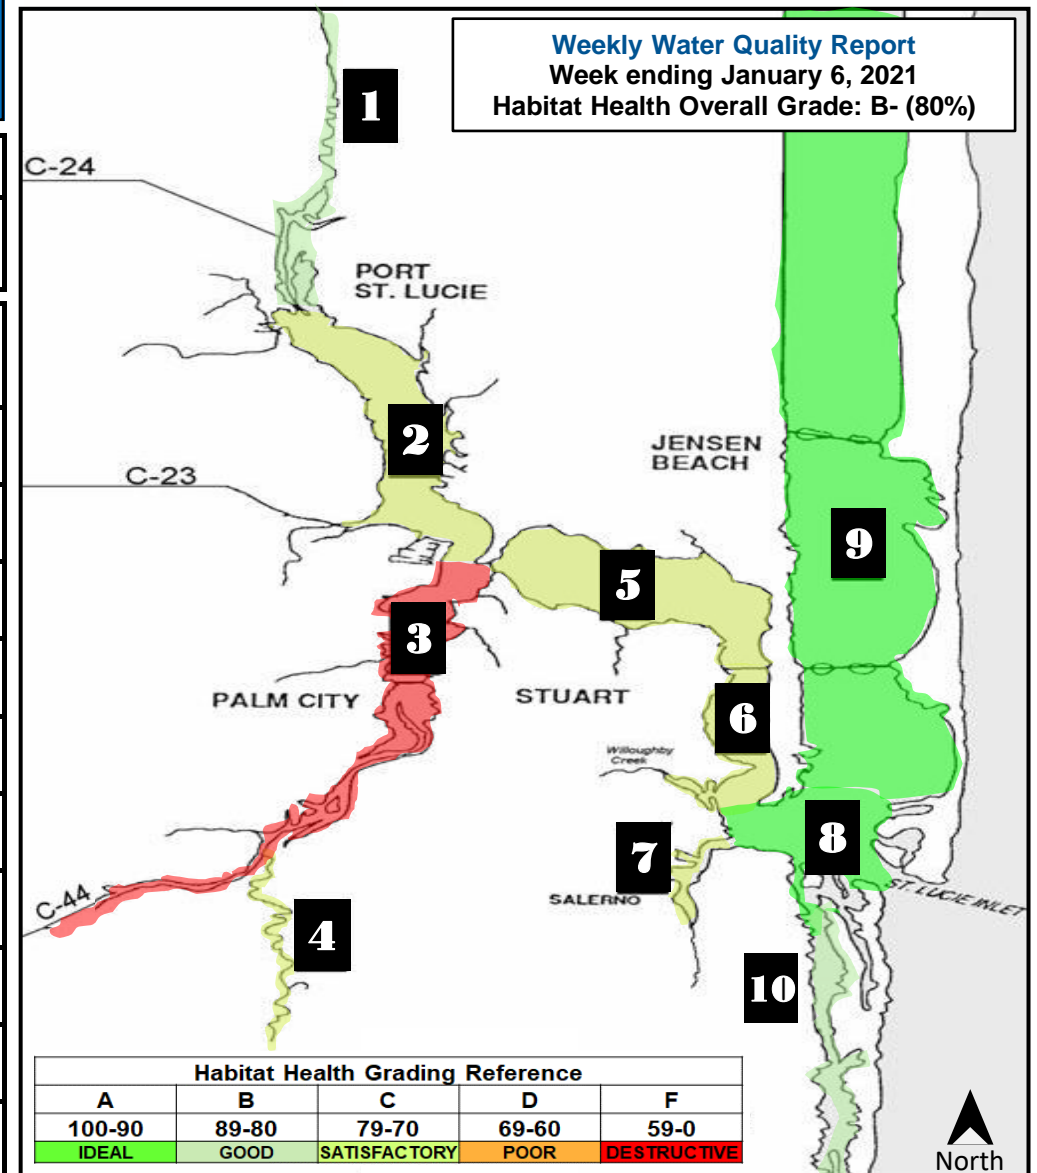 Weekly Water Quality Report
Week ending January 6, 2021
Habitat Health Overall Grade: B- (80%)
1
C-24
PORT
ST. LUCIE
2
JENSEN
BEACH
C-23
9
5
3
PALM CITY
STUART
6
Willoughby
Creek
8
7
SALERNO
ST. LUCIE INLET
C-44
4
10
Habitat Health Grading Reference
A B C D F
100-90 89-80 79-70 69-60 59-0
IDEAL GOOD SATISFACTORY POOR DESTRUCTIVE
North